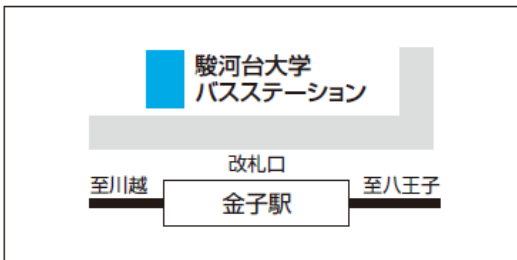 駿河台大学
バスステーション
改札口
至川越
金子駅
至八王子